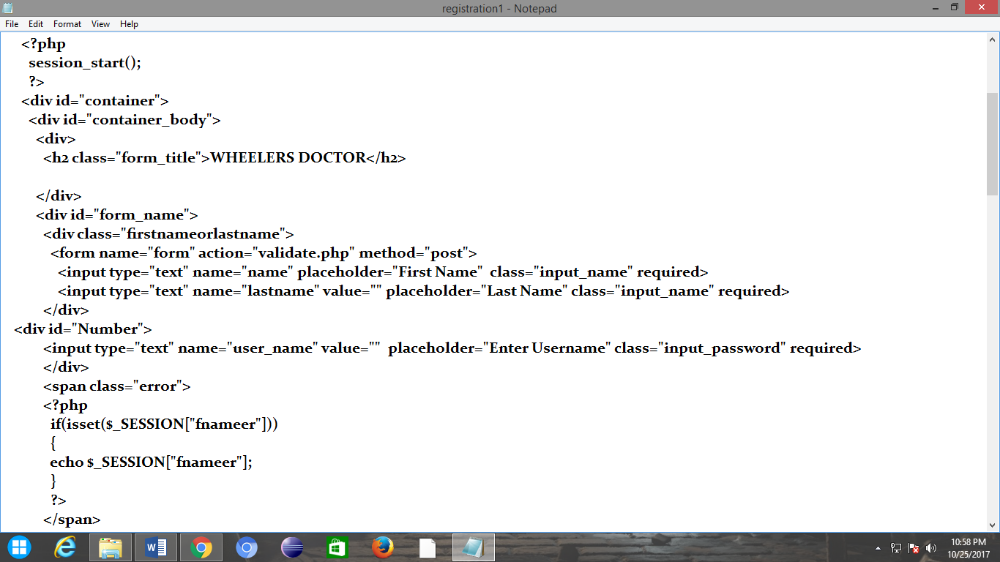 registration1 - Notepad
File Edit Format View Help
<?php
session_start();
?>
<div id="container">
<div id="container_body">
<div>
<h2 class="form_title">WHEELERS DOCTOR</h2>
</div>
<div id="form_name">
<div class="firstnameorlastname">
<form name="form" action="validate.php" method="post">
<input type="text" name="name" placeholder="First Name"  class="input_name" required>
<input type="text" name="lastname" value="" placeholder="Last Name" class="input_name" required>
</div>
<div id="Number">
<input type="text" name="user_name" value=""  placeholder="Enter Username" class="input_password" required>
</div>
<span class="error">
<?php
if(isset($_SESSION["fnameer"]))
{
echo $_SESSION["fnameer"];
}
?>
</span>
10:58 PM
10/25/2017